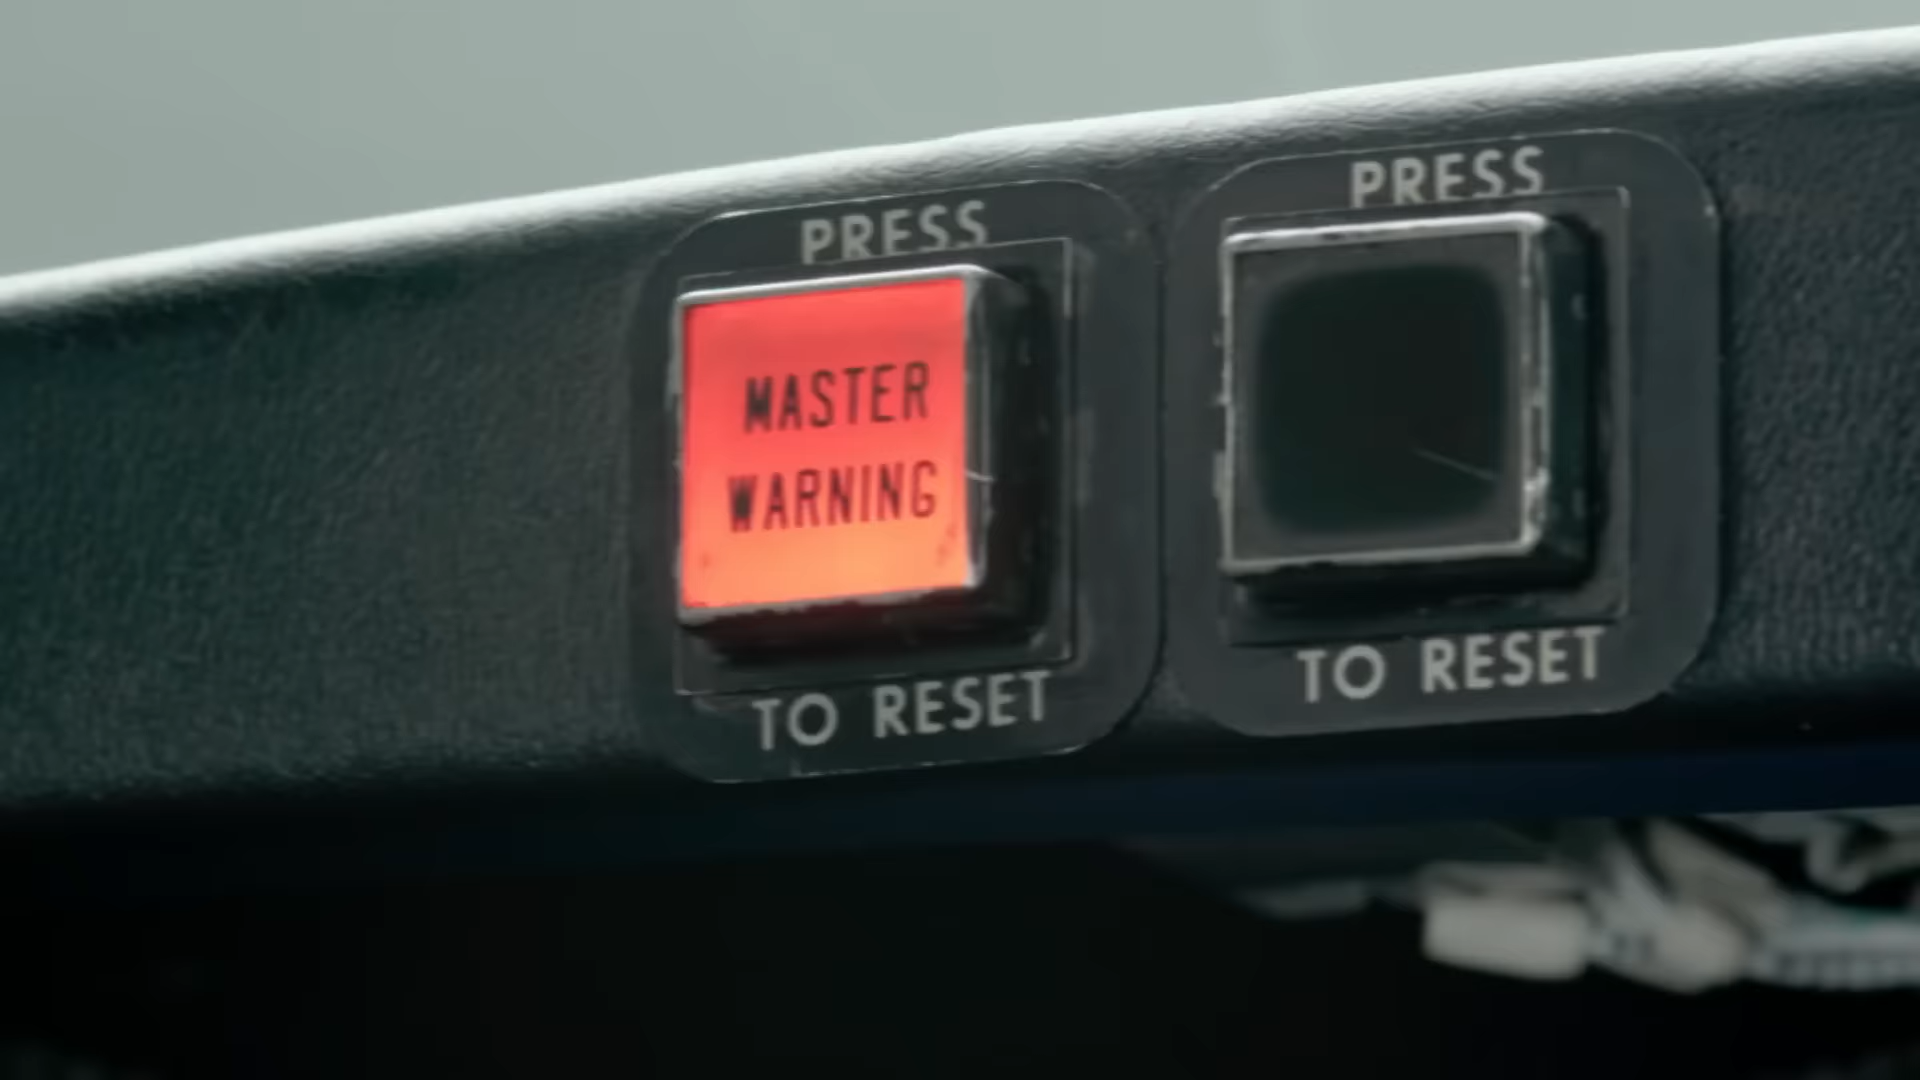 PRESS
MASTER
WARNING
TO RESET
PRESS
TO RESET